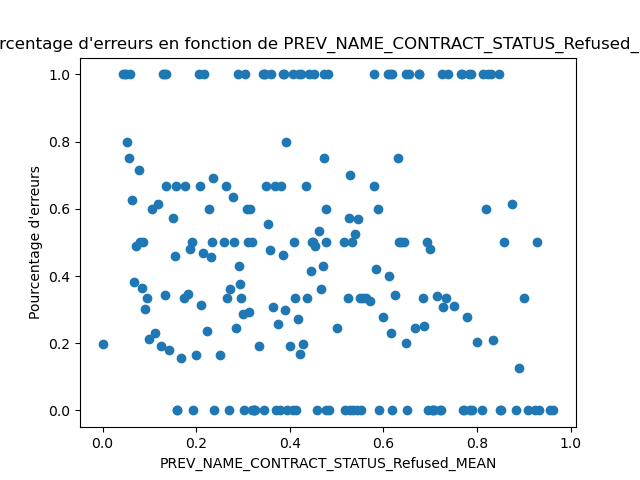 rcentage d'erreurs en fonction de PREV_NAME_CONTRACT_STATUS_Refused_
1.0
0.8
0.6
0.4
0.2
0.0
Pourcentage d'erreurs
0.0 0.2 0.4 0.6 0.8 1.0
PREV_NAME_CONTRACT_STATUS_Refused_MEAN